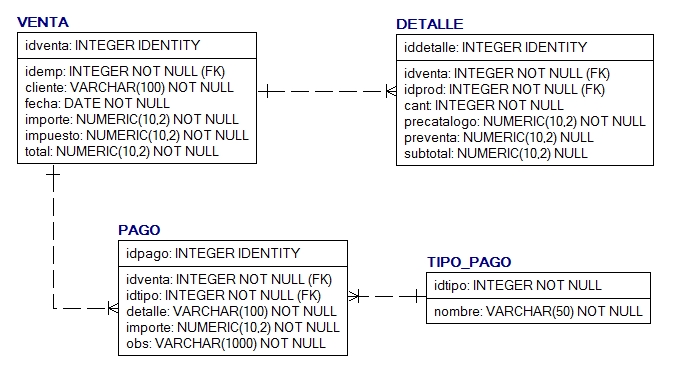 VENTA
idventa: INTEGER IDENTITY
idemp: INTEGER NOT NULL (FK)
cliente: VARCHAR(100) NOT NULL
fecha: DATE NOT NULL
importe: NUMERIC(10,2) NOT NULL
impuesto: NUMERIC(10,2) NOT NULL
total: NUMERIC(10,2) NOT NULL
DETALLE
iddetalle: INTEGER IDENTITY
idventa: INTEGER NOT NULL (FK)
idprod: INTEGER NOT NULL (FK)
cant: INTEGER NOT NULL
precatalogo: NUMERIC(10,2) NOT NULL
preventa: NUMERIC(10,2) NULL
subtotal: NUMERIC(10,2) NULL
PAGO
idpago: INTEGER IDENTITY
idventa: INTEGER NOT NULL (FK)
idtipo: INTEGER NOT NULL (FK)
detalle: VARCHAR(100) NOT NULL
importe: NUMERIC(10,2) NOT NULL
obs: VARCHAR(1000) NOT NULL
TIPO_PAGO
idtipo: INTEGER NOT NULL
nombre: VARCHAR(50) NOT NULL